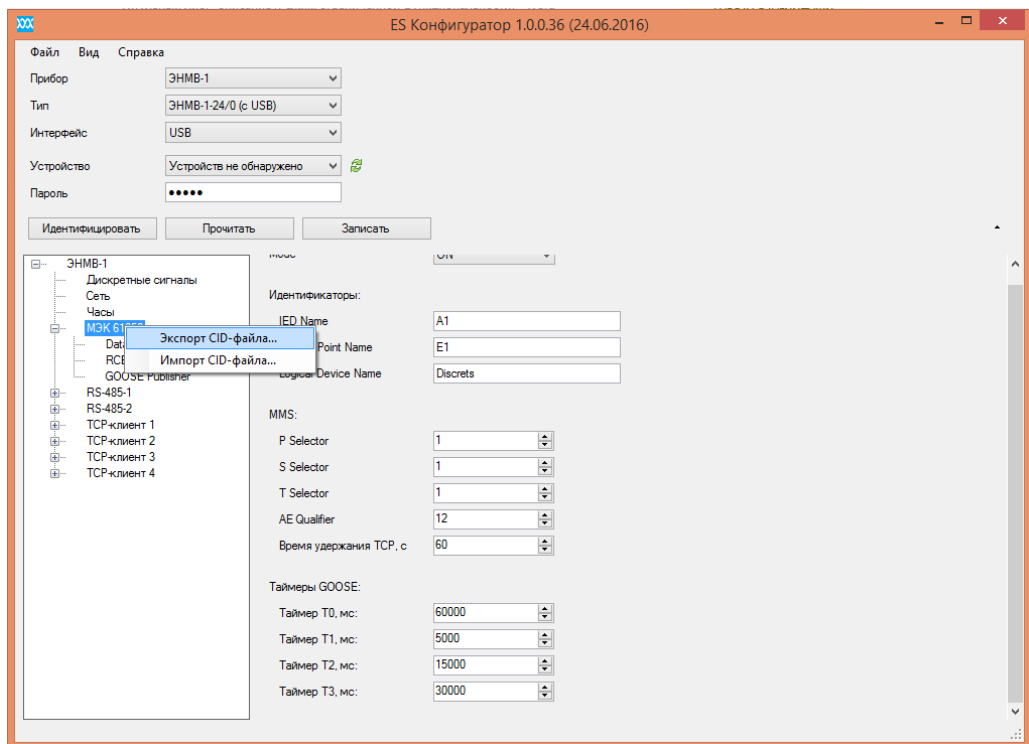 ES Конфигуратор 1.0.0.36 (24.06.2016)
Файл Вид Справка
Прибор ЭНМВ-1
Тип ЭНМВ-1-24/0 (с USB)
Интерфейс USB
Устройство Устройств не обнаружено
Пароль •••••
Идентифицировать Прочитать Записать
ЭНМВ-1
Дискретные сигналы
Сеть
Часы
МЭК
Экспорт CID-файла...
Импорт CID-файла...
GOOSE Publisher
RS-485-1
RS-485-2
TCP-клиент 1
TCP-клиент 2
TCP-клиент 3
TCP-клиент 4
Mode ON
Идентификаторы:
IED Name A1
Point Name E1
Logical Device Name Discrets
MMS:
P Selector 1
S Selector 1
T Selector 1
AE Qualifier 12
Время удержания TCP, с 60
Таймеры GOOSE:
Таймер T0, мс: 60000
Таймер T1, мс: 5000
Таймер T2, мс: 15000
Таймер T3, мс: 30000